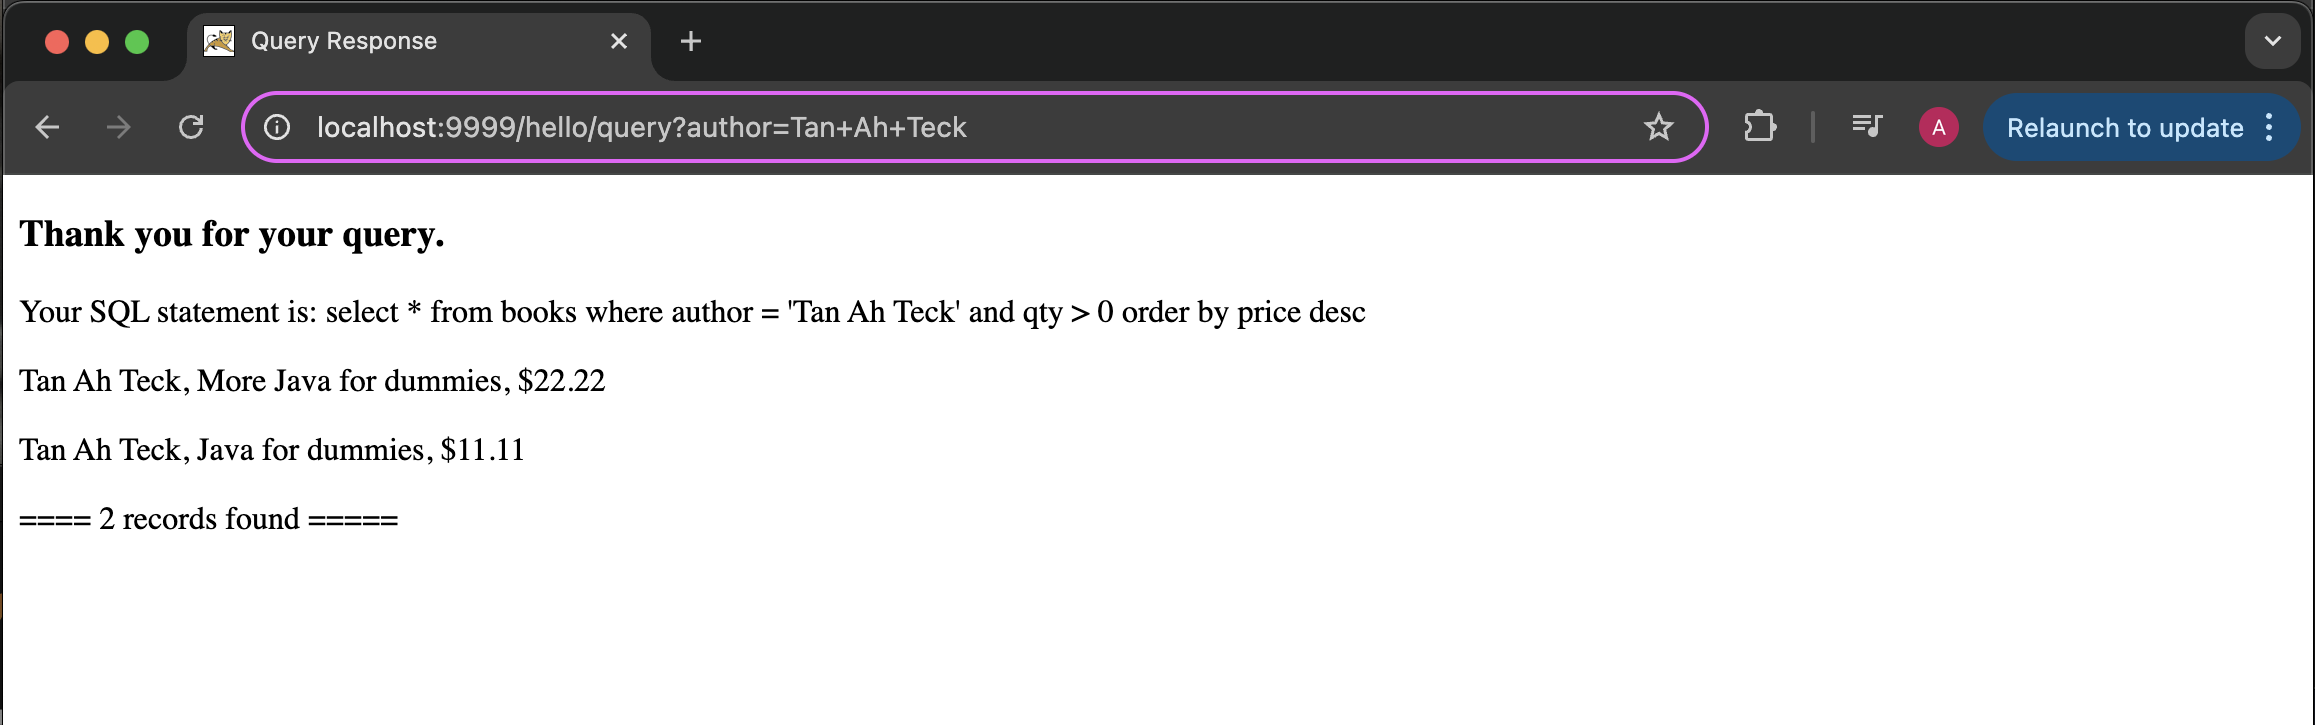 Query Response
localhost:9999/hello/query?author=Tan+Ah+Teck
A
Relaunch to update
Thank you for your query.
Your SQL statement is: select * from books where author = 'Tan Ah Teck' and qty > 0 order by price desc
Tan Ah Teck, More Java for dummies, $22.22
Tan Ah Teck, Java for dummies, $11.11
==== 2 records found =====